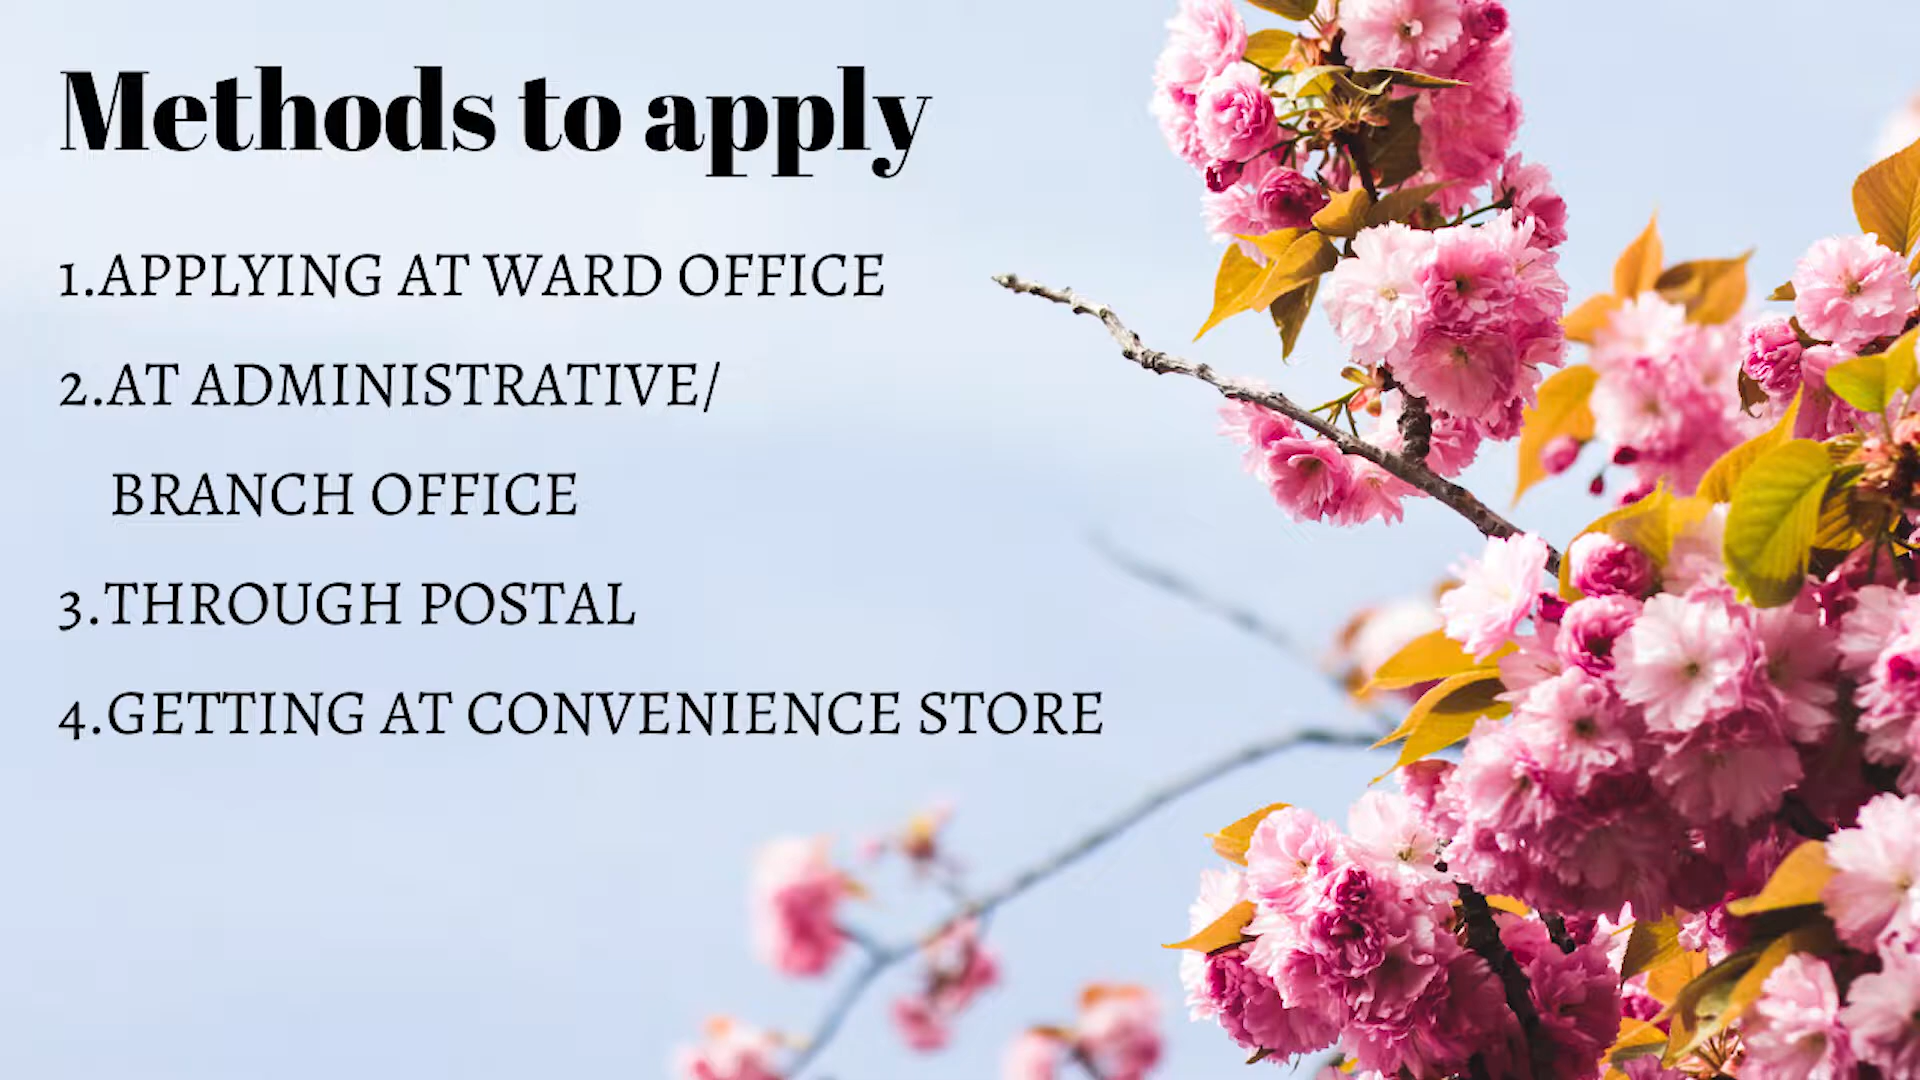 Methods to apply
1.APPLYING AT WARD OFFICE
2.AT ADMINISTRATIVE/
BRANCH OFFICE
3.THROUGH POSTAL
4.GETTING AT CONVENIENCE STORE